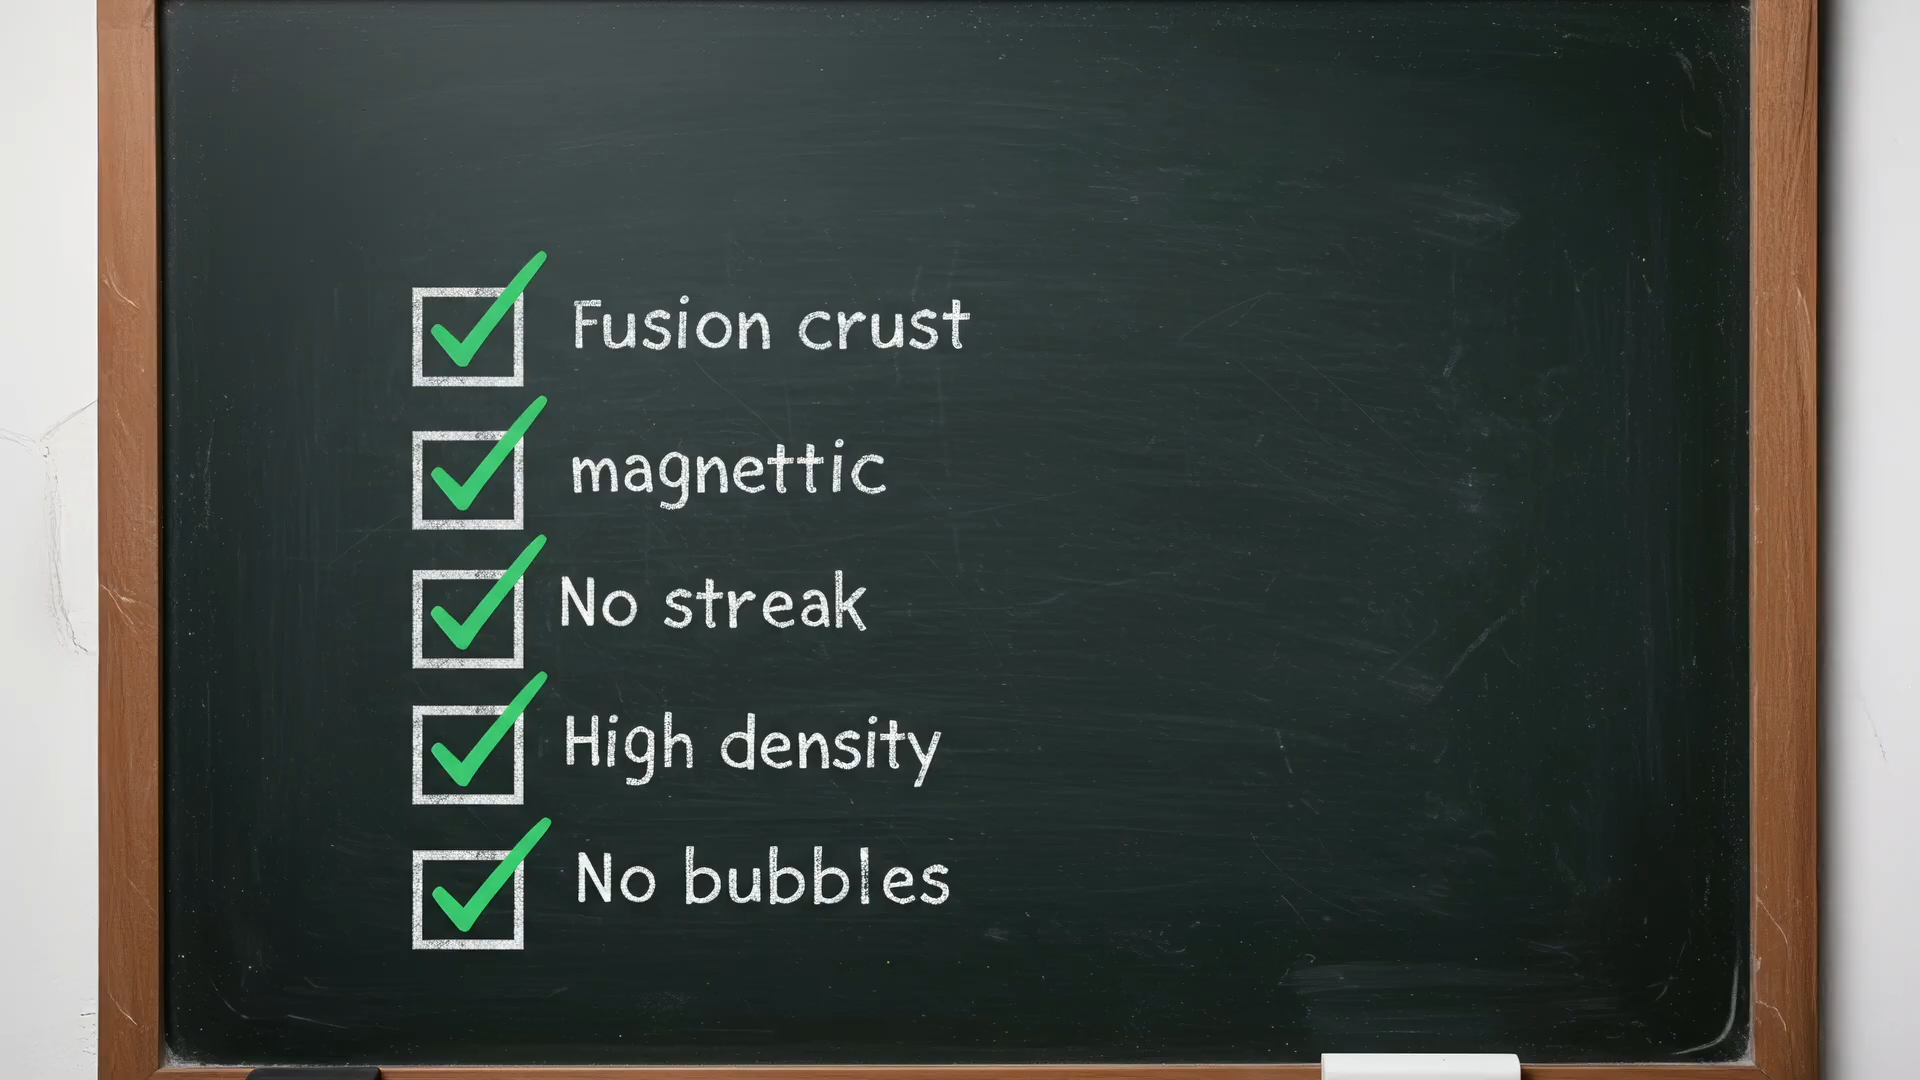 Fusion crust
magnettic
No streak
High density
No bubbles